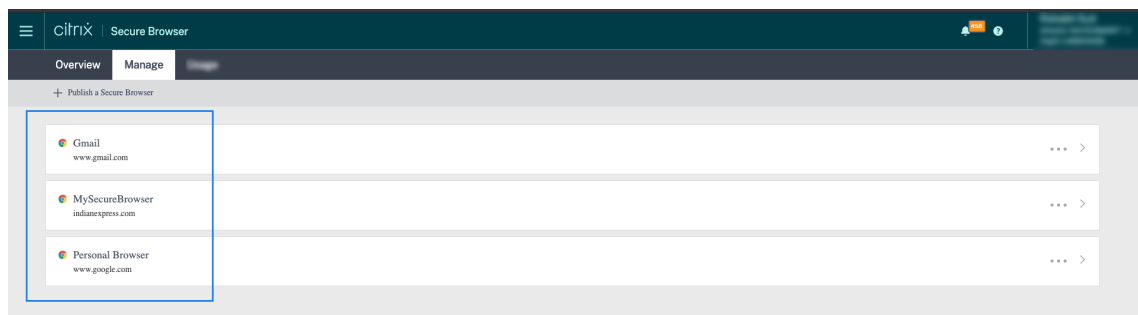 citrix Secure Browser
Overview Manage
+ Publish a Secure Browser
Gmail
www.gmail.com
MySecureBrowser
indianexpress.com
Personal Browser
www.google.com